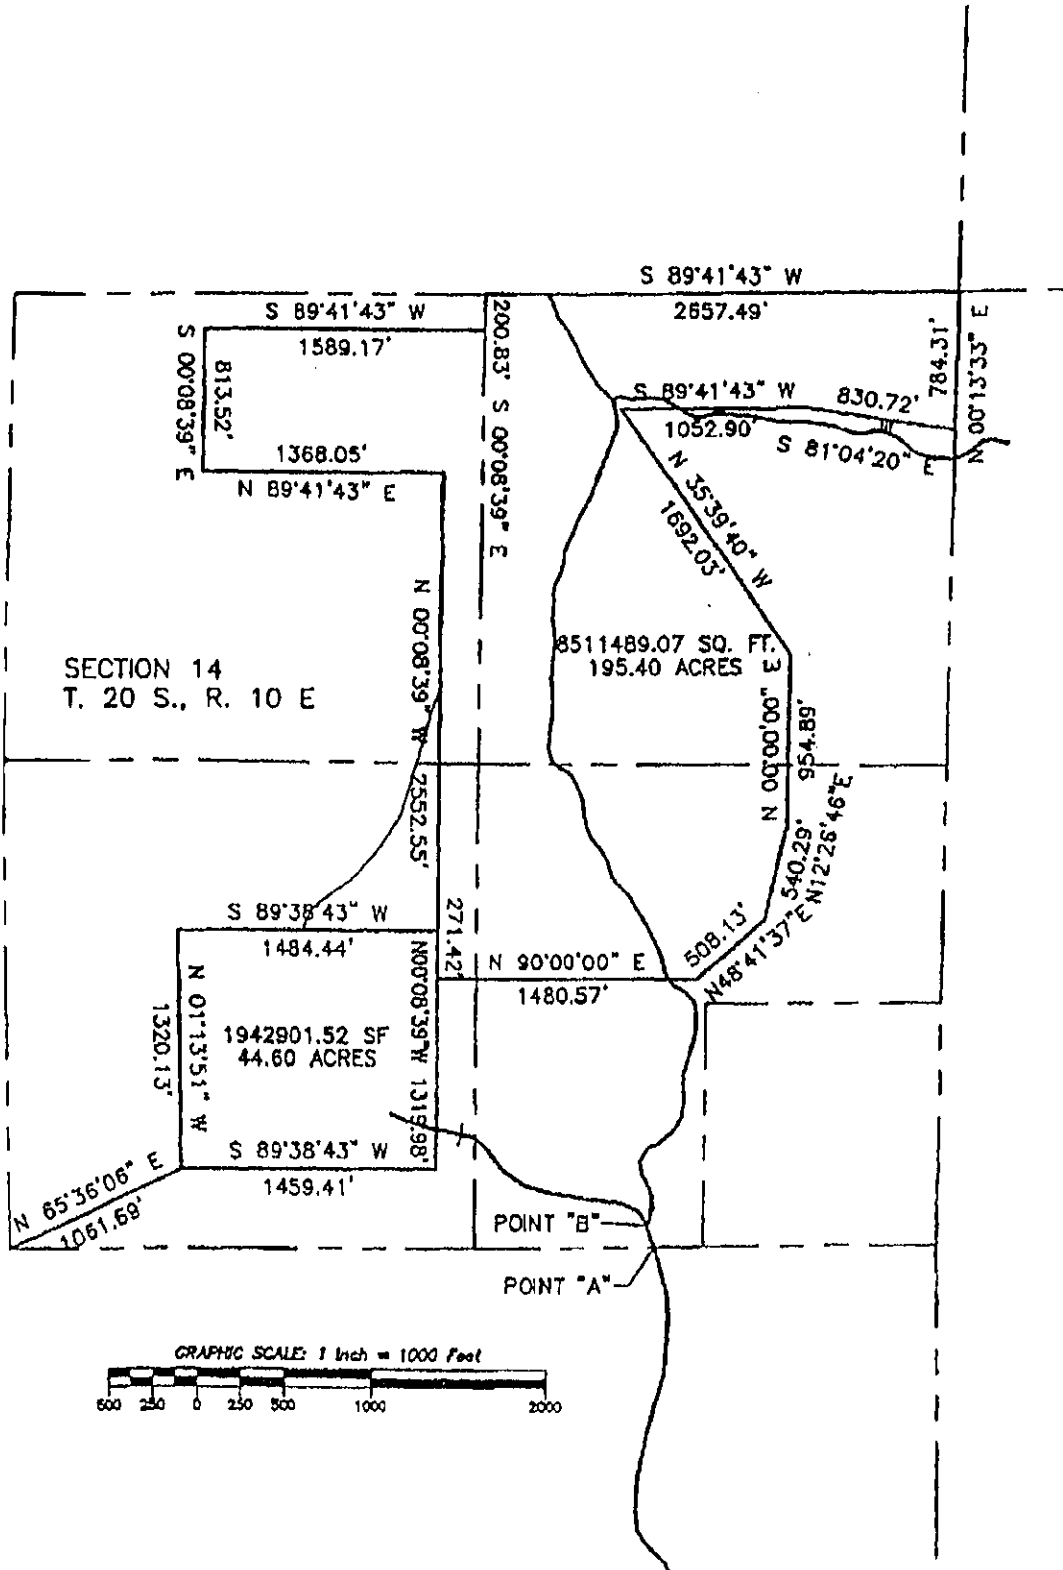 S 89°41'43" W
2657.49'
S 89°41'43" W
1589.17'
200.83' S 00°08'39" E
784.31'
N 00°13'33" E
S 00°08'39" E
813.52'
1368.05'
N 89°41'43" E
S 89°41'43" W
1052.90'
830.72'
S 81°04'20" E
N 35°39'40" W
1692.03'
N 00°08'39" W 2552.55'
8511489.07 SQ. FT.
195.40 ACRES
SECTION 14
T. 20 S., R. 10 E
N 00°00'00" E
954.89'
540.29'
N12°26'46"E
508.13'
N48°41'37"E
S 89°38'43" W
1484.44'
271.42'
N 90°00'00" E
1480.57'
N 01°13'51" W
1320.13'
1942901.52 SF
44.60 ACRES
N00°08'39"W 1319.98'
S 89°38'43" W
1459.41'
N 65°36'06" E
1061.69'
POINT "B"
POINT "A"
GRAPHIC SCALE: 1 Inch = 1000 Feet
500 250 0 250 500 1000 2000